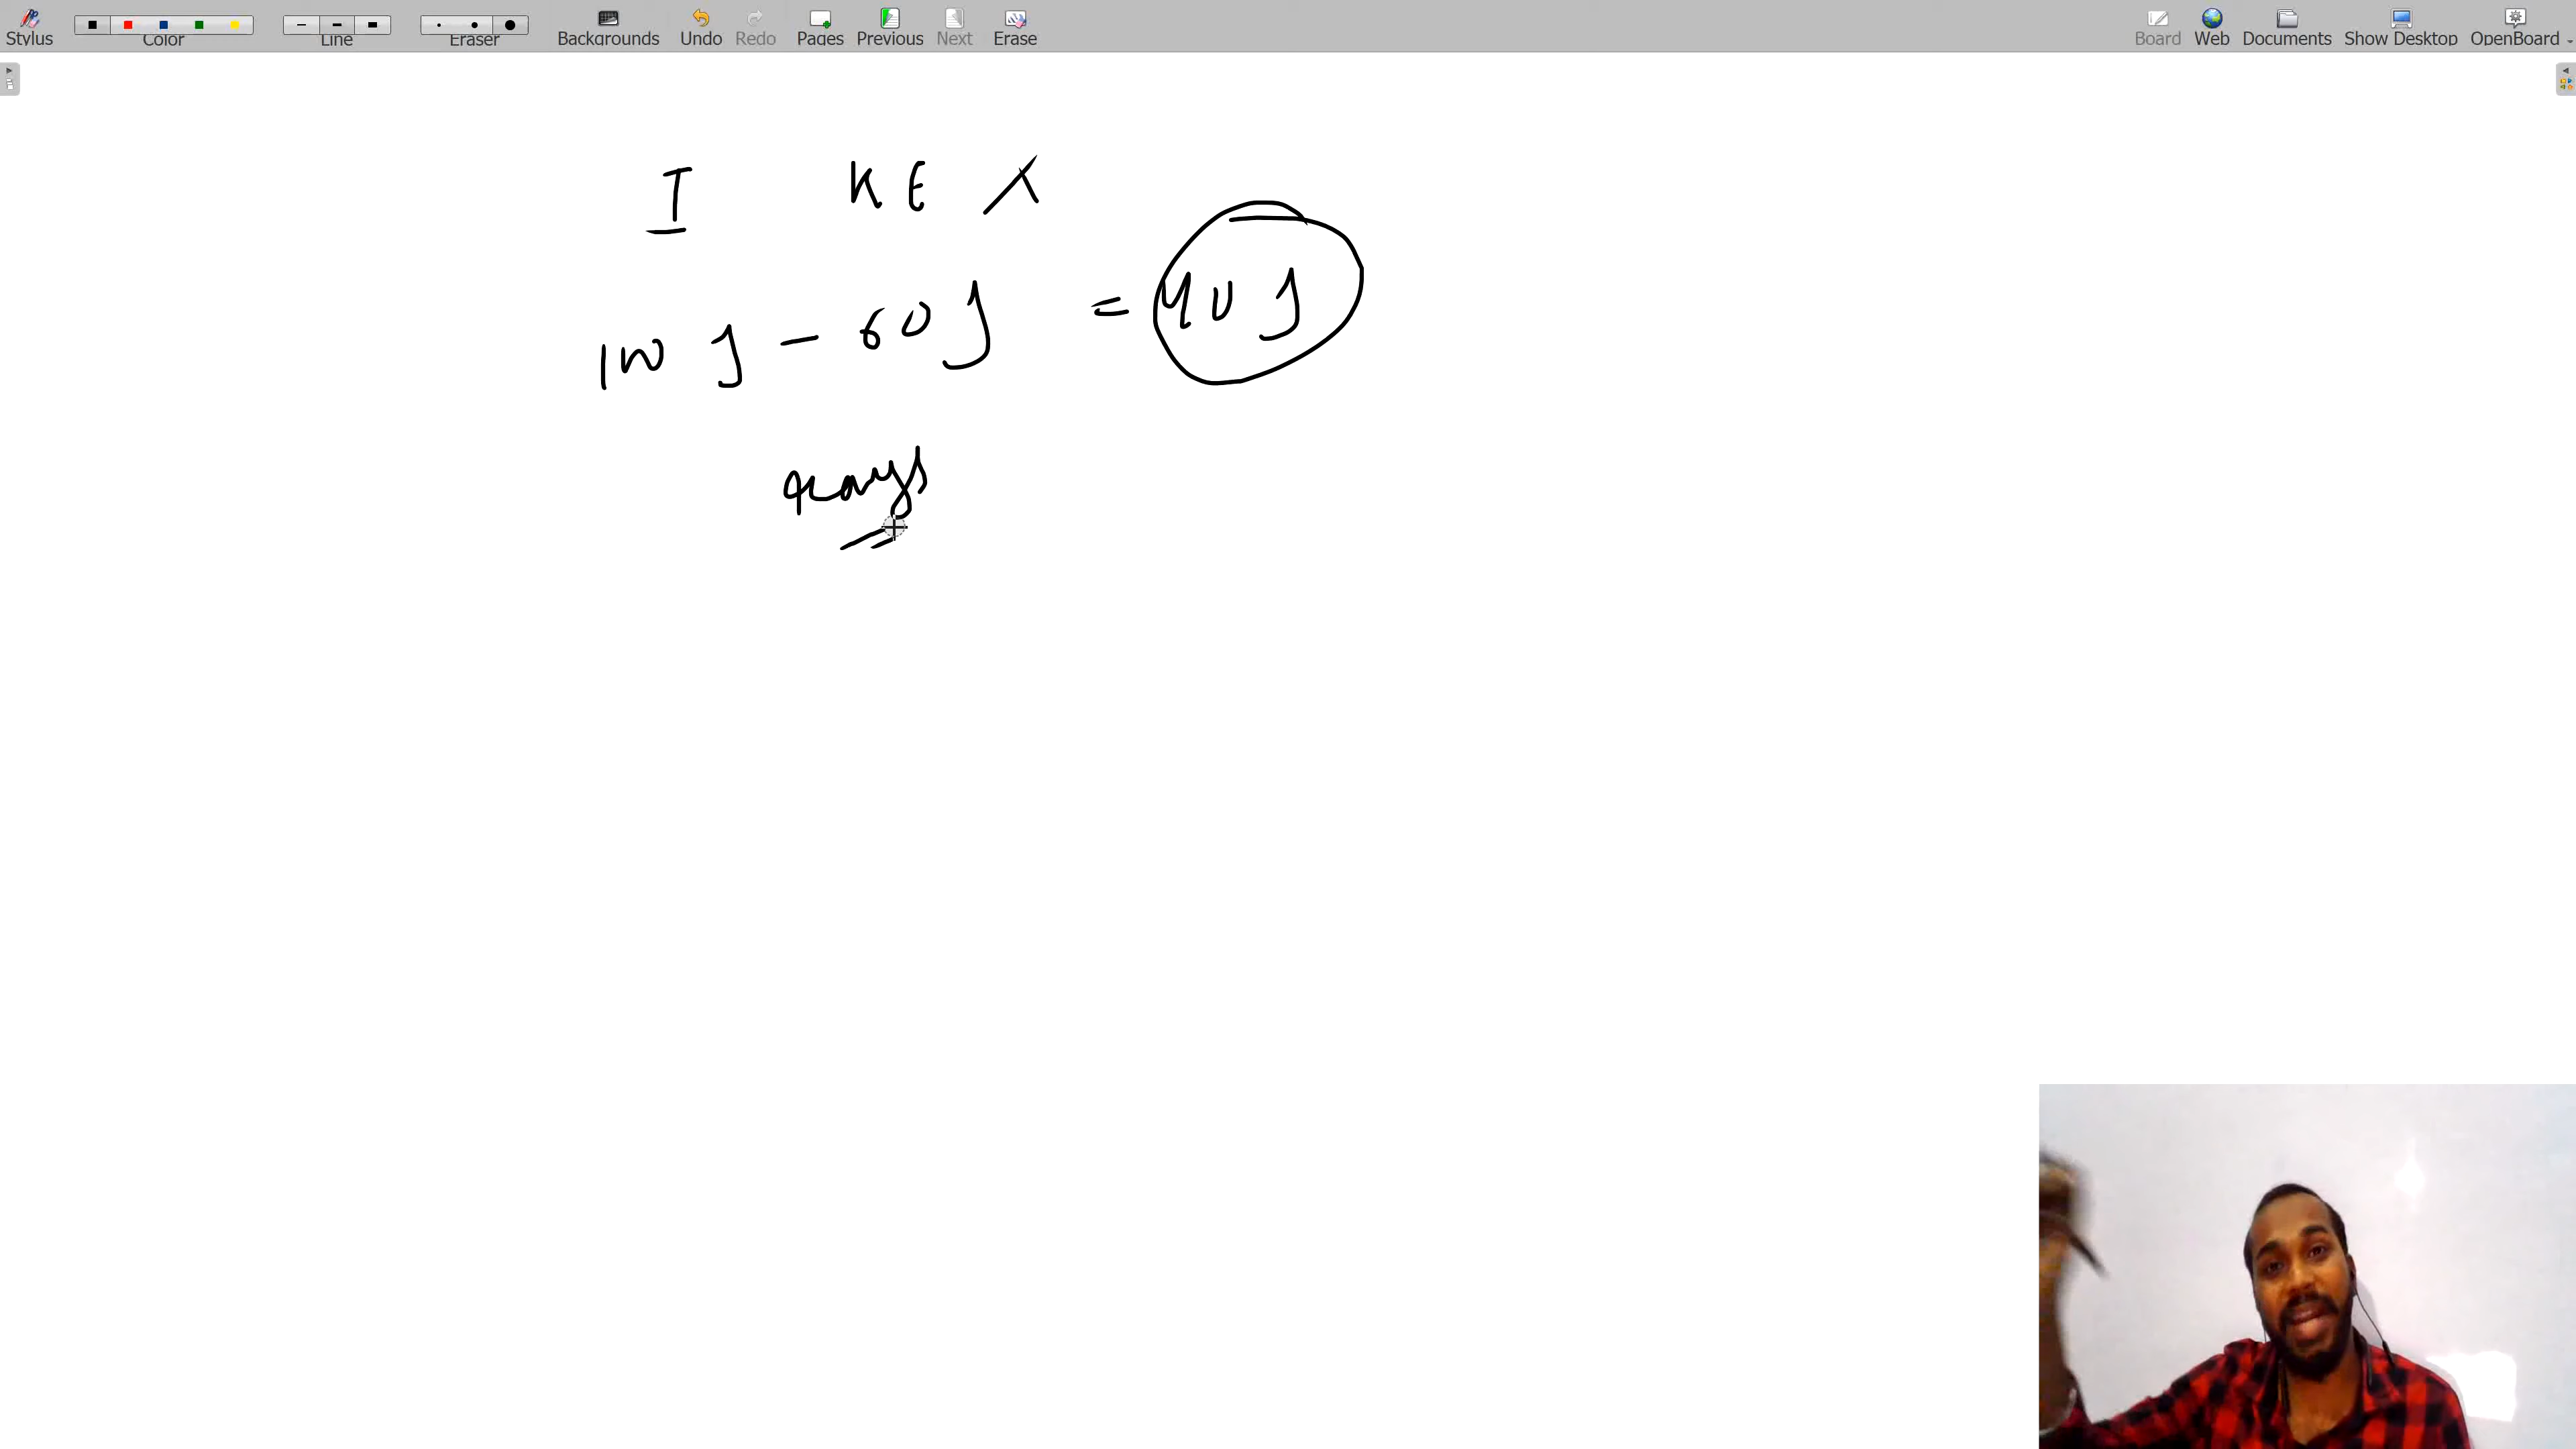 Stylus Color Line Eraser Backgrounds Undo Redo Pages Previous Next Erase Board Web Documents Show Desktop OpenBoard
I KE X
100 J - 60 J = 40 J
xrays